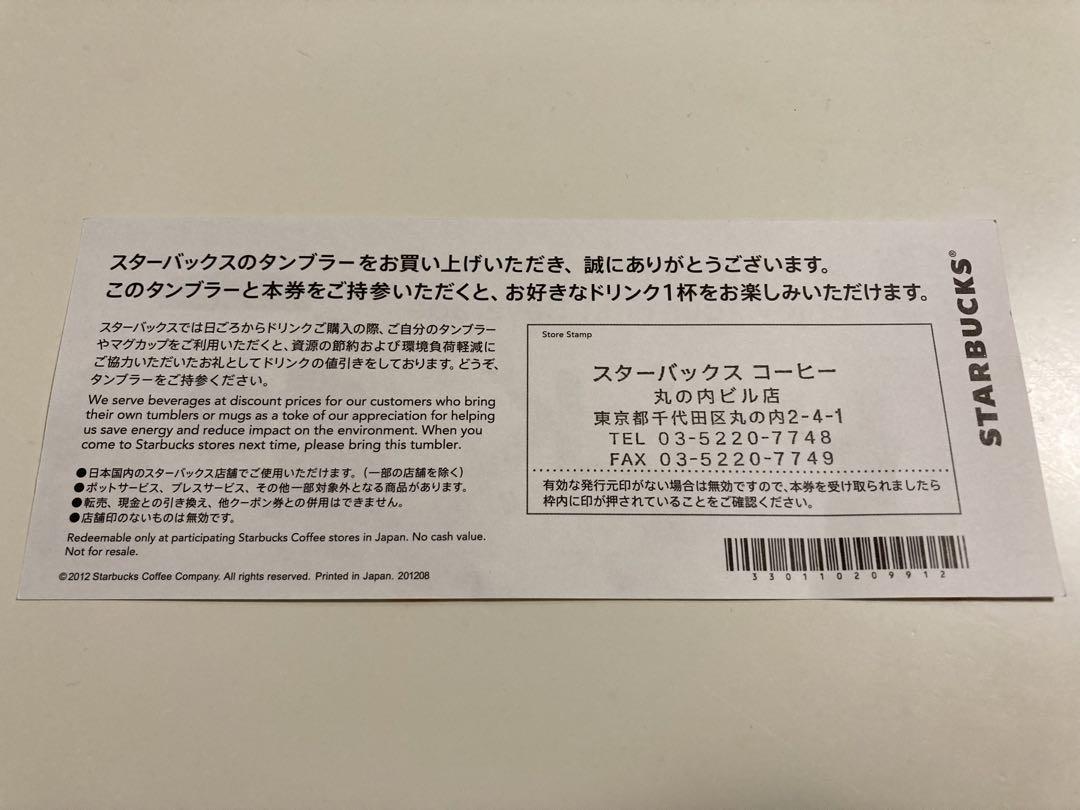 スターバックスのタンブラーをお買い上げいただき、誠にありがとうございます。
このタンブラーと本券をご持参いただくと、お好きなドリンク1杯をお楽しみいただけます。
スターバックスでは日ごろからドリンクご購入の際、ご自分のタンブラー
やマグカップをご利用いただくと、資源の節約および環境負荷軽減に
ご協力いただいたお礼としてドリンクの値引きをしております。どうぞ、
タンブラーをご持参ください。
We serve beverages at discount prices for our customers who bring
their own tumblers or mugs as a toke of our appreciation for helping
us save energy and reduce impact on the environment. When you
come to Starbucks stores next time, please bring this tumbler.
●日本国内のスターバックス店舗でご使用いただけます。(一部の店舗を除く)
●ポットサービス、プレスサービス、その他一部対象外となる商品があります。
●転売、現金との引き換え、他クーポン券との併用はできません。
●店舗印のないものは無効です。
Redeemable only at participating Starbucks Coffee stores in Japan. No cash value.
Not for resale.
©2012 Starbucks Coffee Company. All rights reserved. Printed in Japan. 201208
Store Stamp
スターバックス コーヒー
丸の内ビル店
東京都千代田区丸の内2-4-1
TEL 03-5220-7748
FAX 03-5220-7749
有効な発行元印がない場合は無効ですので、本券を受け取られましたら
枠内に印が押されていることをご確認ください。
STARBUCKS®
330110209912